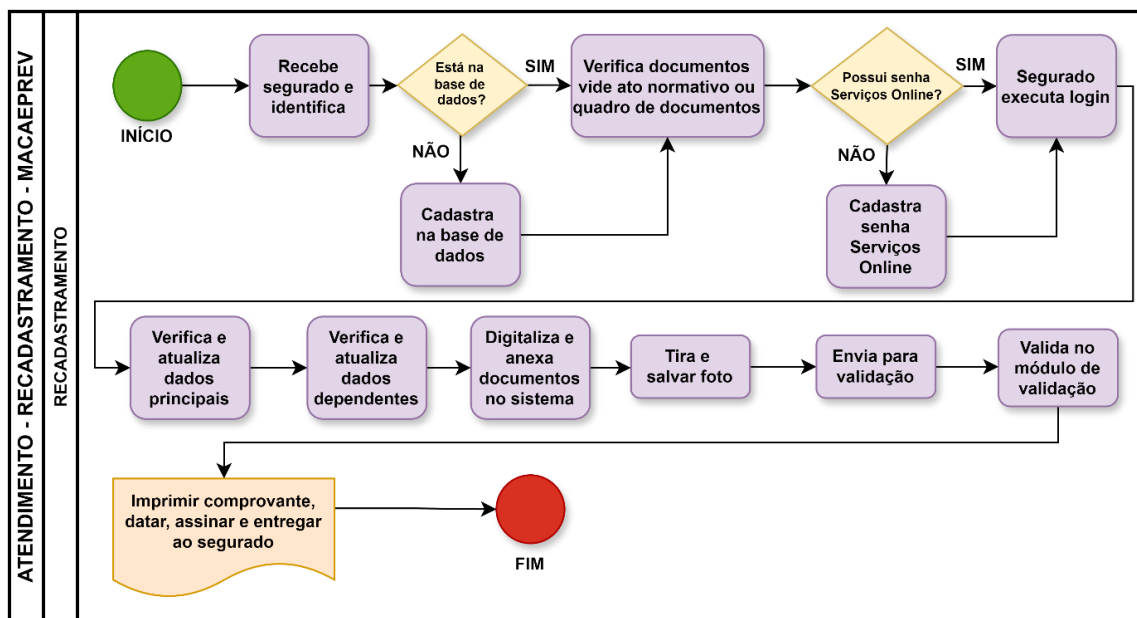 ATENDIMENTO - RECADASTRAMENTO - MACAEPREV
RECADASTRAMENTO
INÍCIO
Recebe
segurado e
identifica
Está na
base de
dados?
SIM
NÃO
Cadastra
na base de
dados
Verifica documentos
vide ato normativo ou
quadro de documentos
Possui senha
Serviços Online?
SIM
NÃO
Cadastra
senha
Serviços
Online
Segurado
executa login
Verifica e
atualiza
dados
principais
Verifica e
atualiza
dados
dependentes
Digitaliza e
anexa
documentos
no sistema
Tira e
salvar foto
Envia para
validação
Valida no
módulo de
validação
Imprimir comprovante,
datar, assinar e entregar
ao segurado
FIM